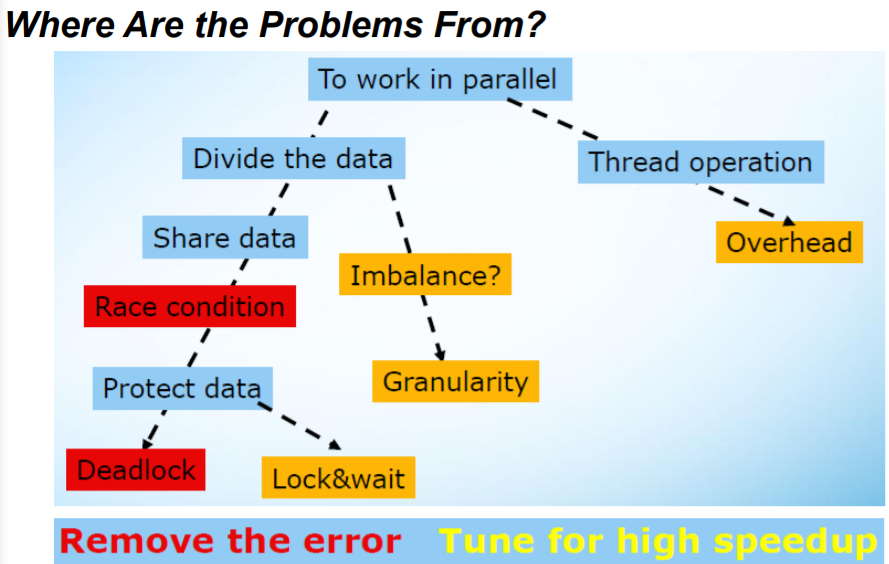 Where Are the Problems From?
To work in parallel
Divide the data
Thread operation
Share data
Overhead
Imbalance?
Race condition
Protect data
Granularity
Deadlock
Lock&wait
Remove the error Tune for high speedup